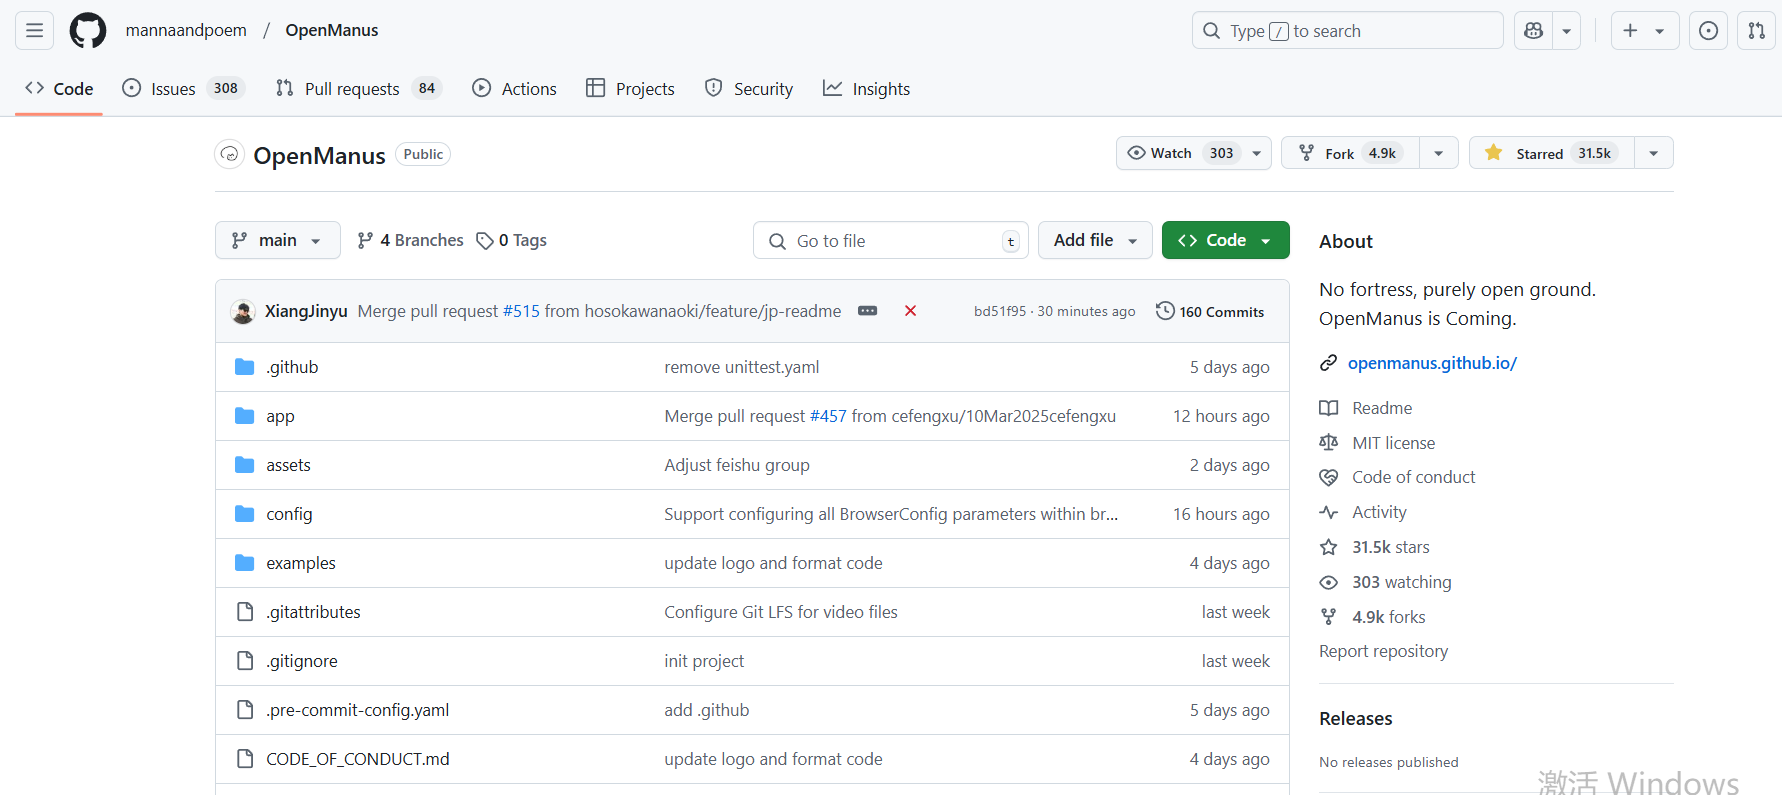 mannaandpoem / OpenManus
Type / to search
Code
Issues 308
Pull requests 84
Actions
Projects
Security
Insights
OpenManus Public
Watch 303
Fork 4.9k
Starred 31.5k
main
4 Branches
0 Tags
Go to file t
Add file
Code
XiangJinyu Merge pull request #515 from hosokawanaoki/feature/jp-readme
bd51f95 · 30 minutes ago
160 Commits
.github remove unittest.yaml 5 days ago
app Merge pull request #457 from cefengxu/10Mar2025cefengxu 12 hours ago
assets Adjust feishu group 2 days ago
config Support configuring all BrowserConfig parameters within br... 16 hours ago
examples update logo and format code 4 days ago
.gitattributes Configure Git LFS for video files last week
.gitignore init project last week
.pre-commit-config.yaml add .github 5 days ago
CODE_OF_CONDUCT.md update logo and format code 4 days ago
About
No fortress, purely open ground.
OpenManus is Coming.
openmanus.github.io/
Readme
MIT license
Code of conduct
Activity
31.5k stars
303 watching
4.9k forks
Report repository
Releases
No releases published
激活 Windows